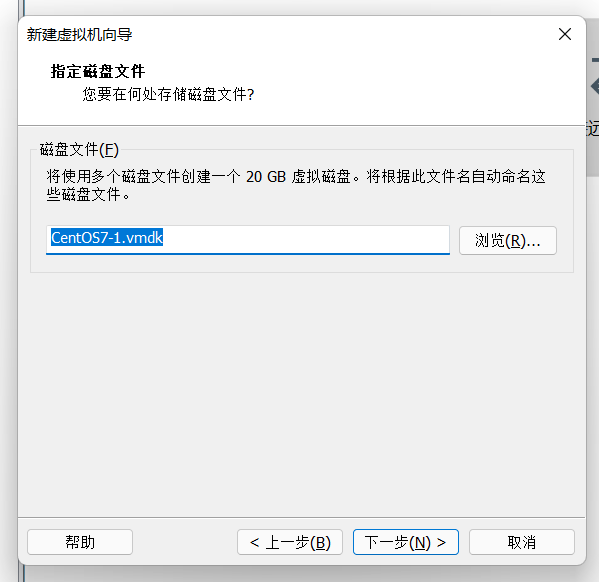 新建虚拟机向导
指定磁盘文件
您要在何处存储磁盘文件?
磁盘文件(F)
将使用多个磁盘文件创建一个 20 GB 虚拟磁盘。将根据此文件名自动命名这
些磁盘文件。
CentOS7-1.vmdk
浏览(R)...
帮助
< 上一步(B)
下一步(N) >
取消